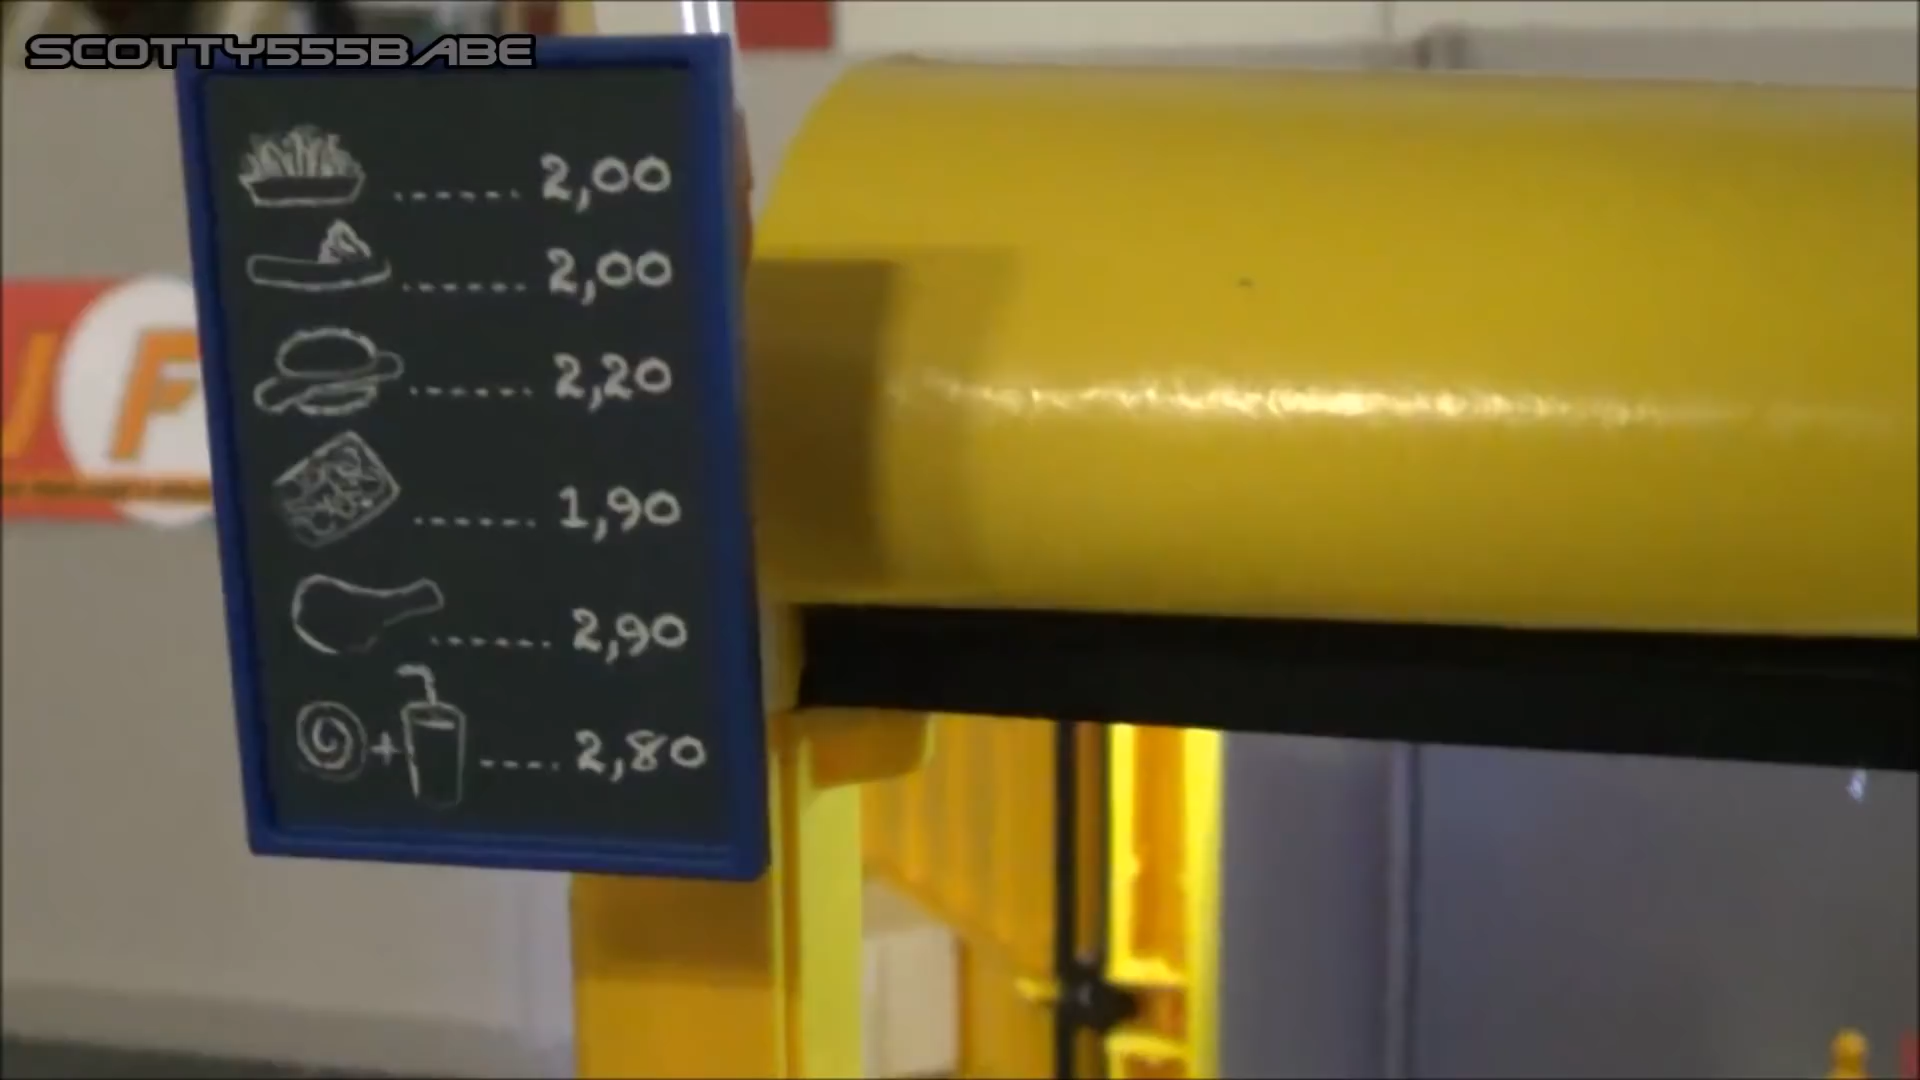 SCOTTY555BABE
...... 2,00
...... 2,00
...... 2,20
...... 1,90
...... 2,90
+ .... 2,80
F